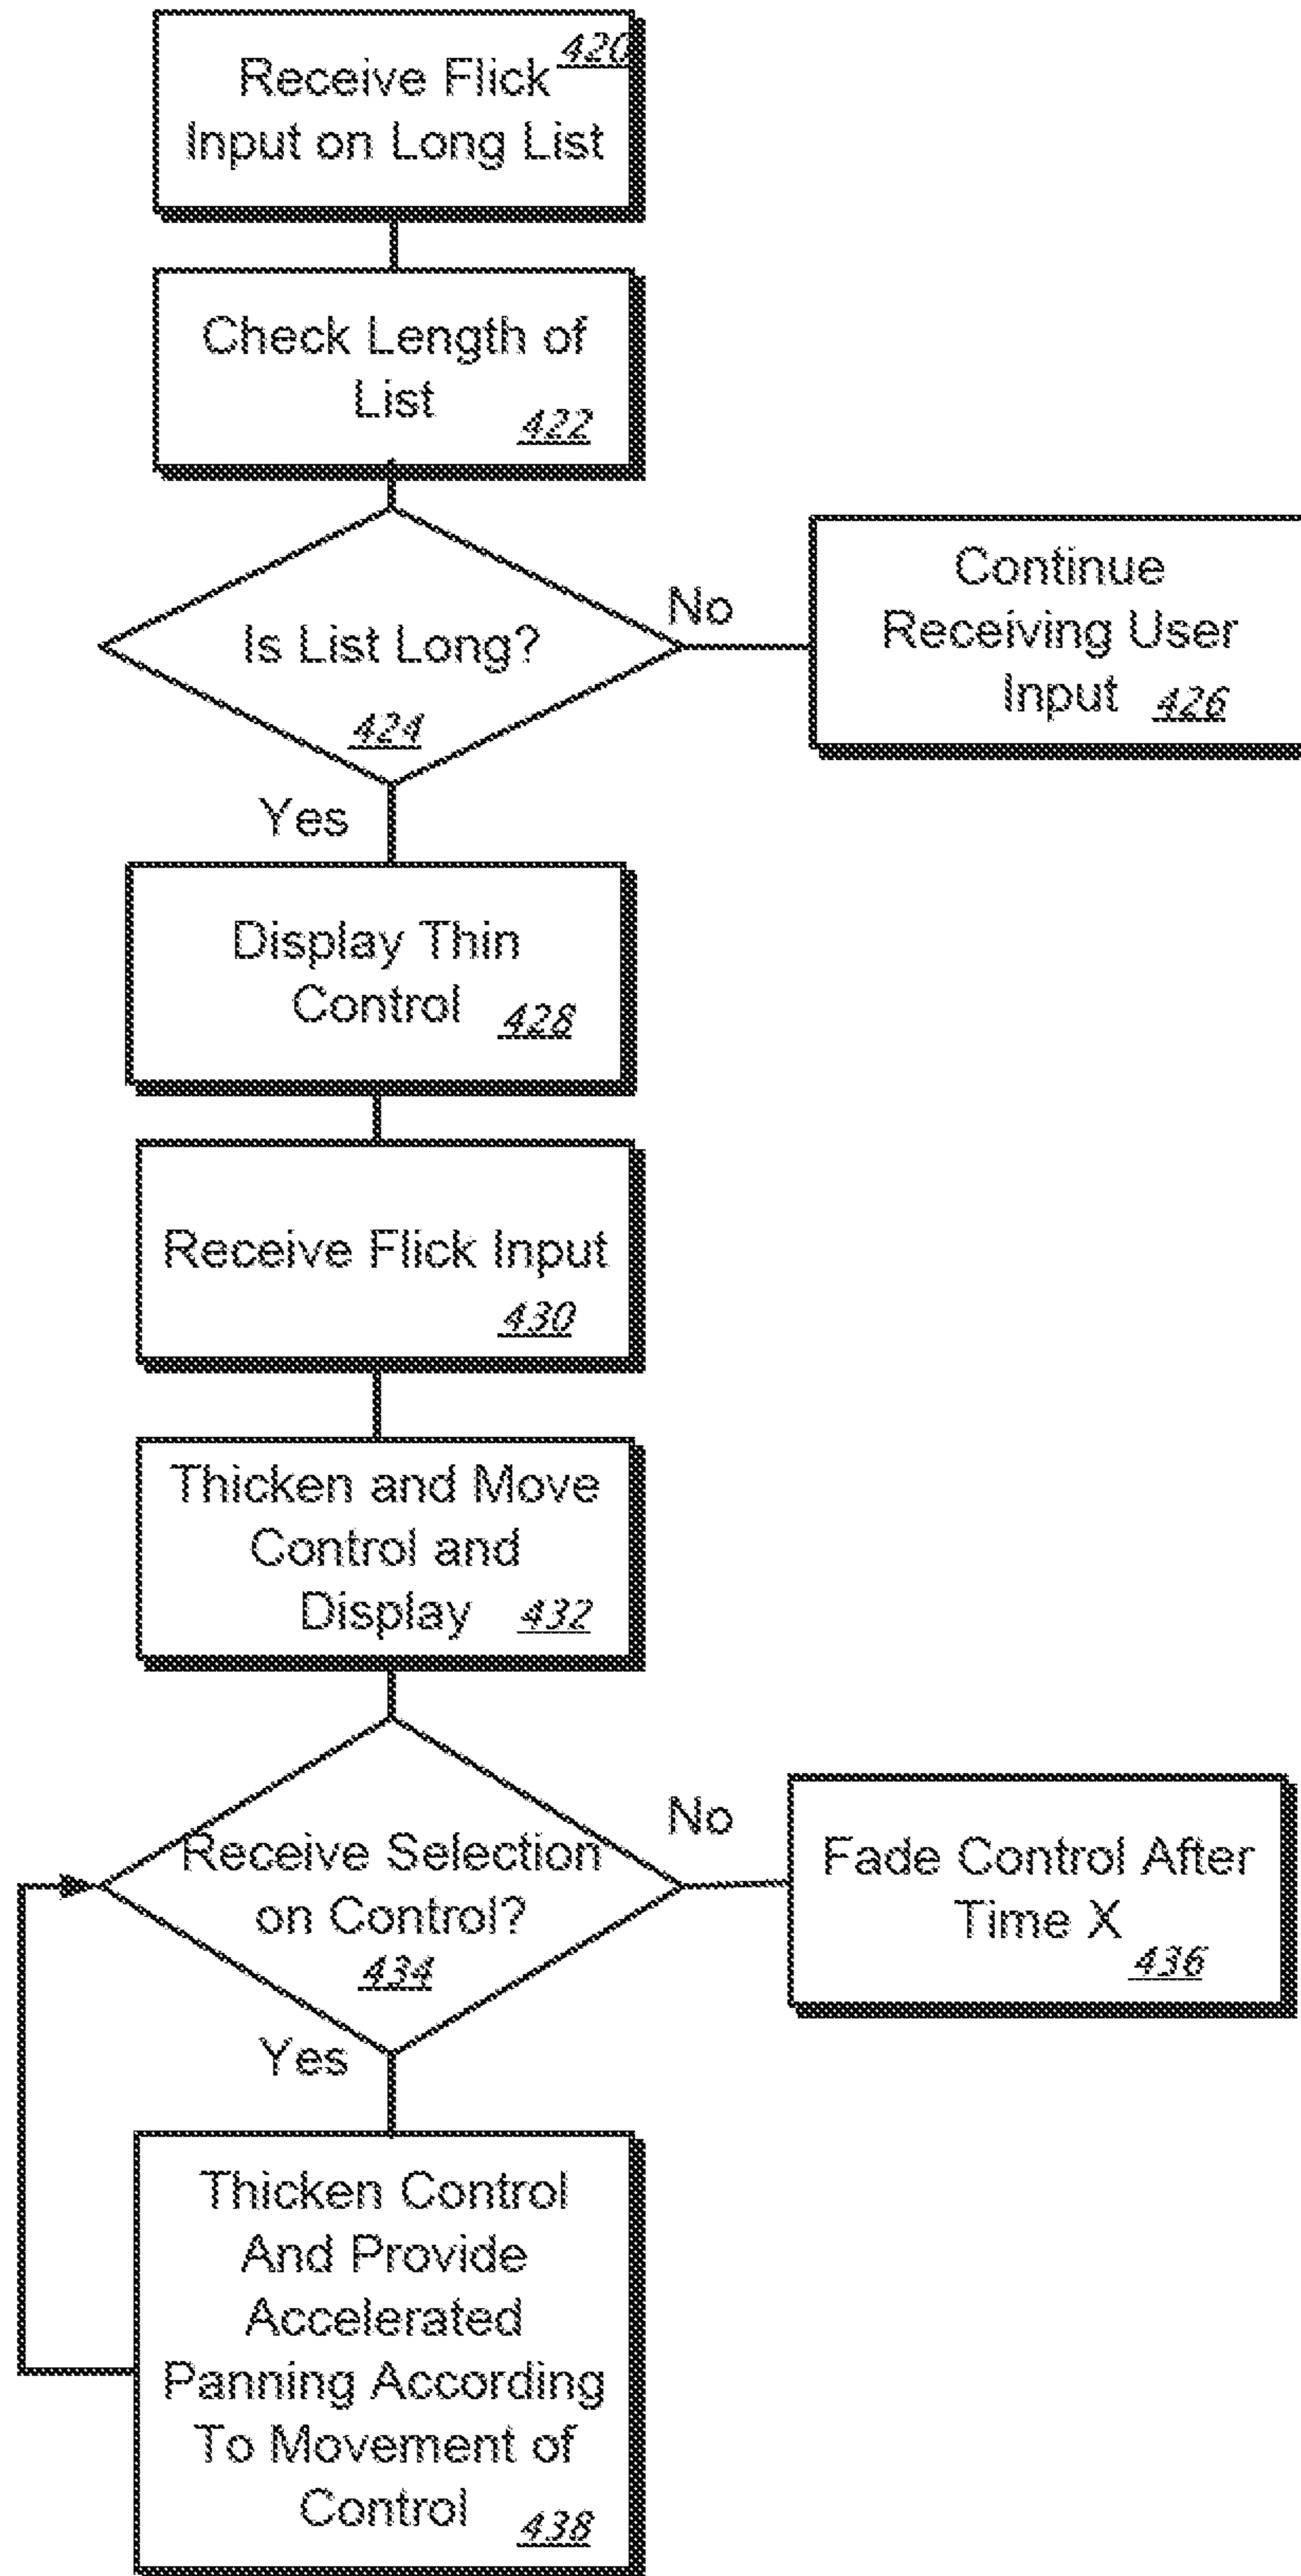 420
Receive Flick
Input on Long List
Check Length of
List 422
Is List Long?
424
No
Continue
Receiving User
Input 426
Yes
Display Thin
Control 428
Receive Flick Input
430
Thicken and Move
Control and
Display 432
Receive Selection
on Control?
434
No
Fade Control After
Time X
436
Yes
Thicken Control
And Provide
Accelerated
Panning According
To Movement of
Control 438